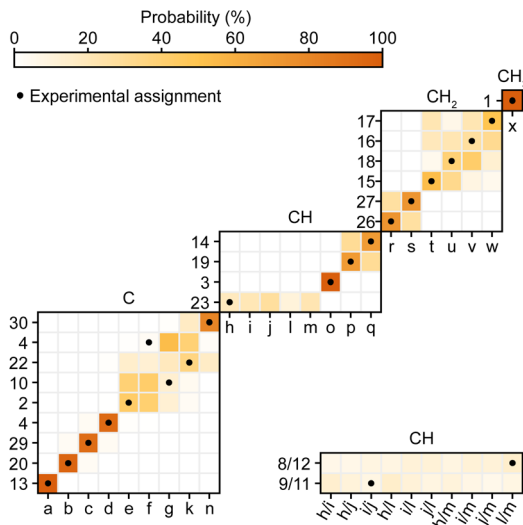 Probability (%)
0 20 40 60 80 100
Experimental assignment
CH
1
x
CH2
17
16
18
15
27
26
r s t u v w
CH
14
19
3
23
h i j l m o p q
C
30
4
22
10
2
4
29
20
13
a b c d e f g k n
CH
8/12
9/11
h/i h/j i/j h/l i/l j/l h/m i/m j/m l/m